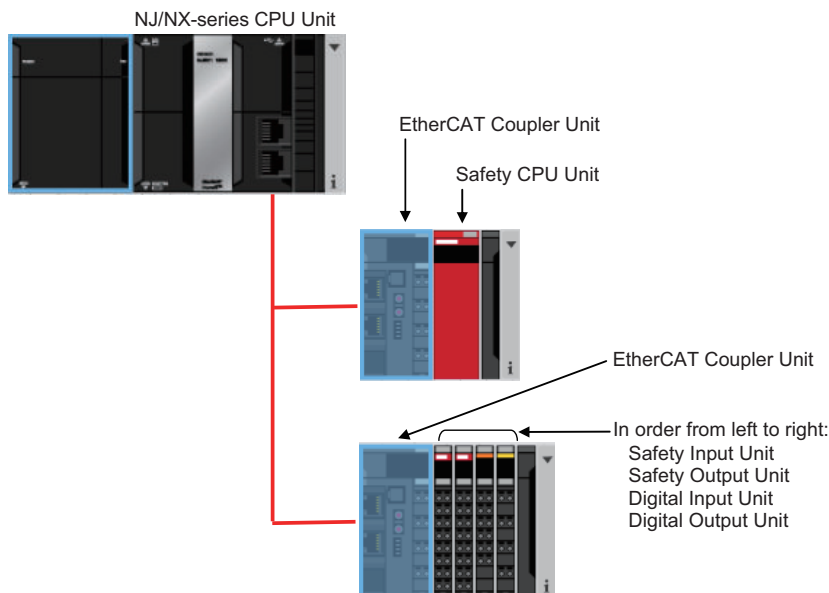 NJ/NX-series CPU Unit
EtherCAT Coupler Unit
Safety CPU Unit
EtherCAT Coupler Unit
In order from left to right:
Safety Input Unit
Safety Output Unit
Digital Input Unit
Digital Output Unit